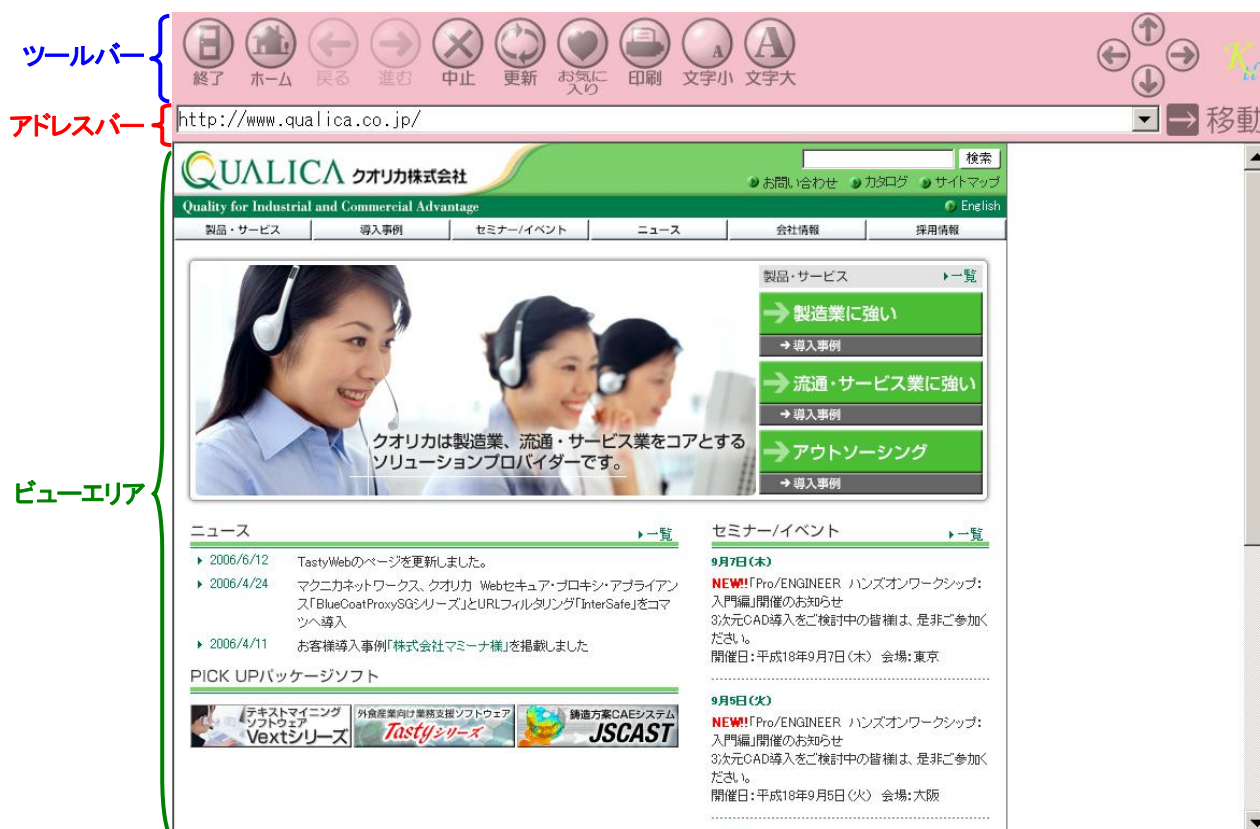 ツールバー
終了 ホーム 戻る 進む 中止 更新 お気に入り 印刷 文字小 文字大
アドレスバー
http://www.qualica.co.jp/
移動
ビューエリア
QUALICA クオリカ株式会社
検索
お問い合わせ カタログ サイトマップ
Quality for Industrial and Commercial Advantage
English
製品・サービス 導入事例 セミナー/イベント ニュース 会社情報 採用情報
クオリカは製造業、流通・サービス業をコアとする
ソリューションプロバイダーです。
製品・サービス 一覧
製造業に強い
導入事例
流通・サービス業に強い
導入事例
アウトソーシング
導入事例
ニュース 一覧
2006/6/12 TastyWebのページを更新しました。
2006/4/24 マクニカネットワークス、クオリカ Webセキュア・プロキシ・アプライアン
ス「BlueCoatProxySGシリーズ」とURLフィルタリング「InterSafe」をコマ
ツへ導入
2006/4/11 お客様導入事例「株式会社マミーナ様」を掲載しました
PICK UPパッケージソフト
テキストマイニング
ソフトウェア
Vextシリーズ
外食産業向け業務支援ソフトウェア
Tastyシリーズ
鋳造方案CAEシステム
JSCAST
セミナー/イベント 一覧
9月7日(木)
NEW!!「Pro/ENGINEER ハンズオンワークシップ:
入門編」開催のお知らせ
3次元CAD導入をご検討中の皆様は、是非ご参加く
ださい。
開催日:平成18年9月7日(木) 会場:東京
9月5日(火)
NEW!!「Pro/ENGINEER ハンズオンワークシップ:
入門編」開催のお知らせ
3次元CAD導入をご検討中の皆様は、是非ご参加く
ださい。
開催日:平成18年9月5日(火) 会場:大阪